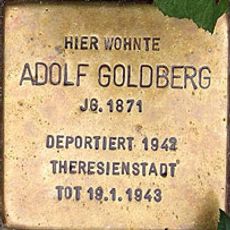 HIER WOHNTE
ADOLF GOLDBERG
JG. 1871
DEPORTIERT 1942
THERESIENSTADT
TOT 19.1.1943